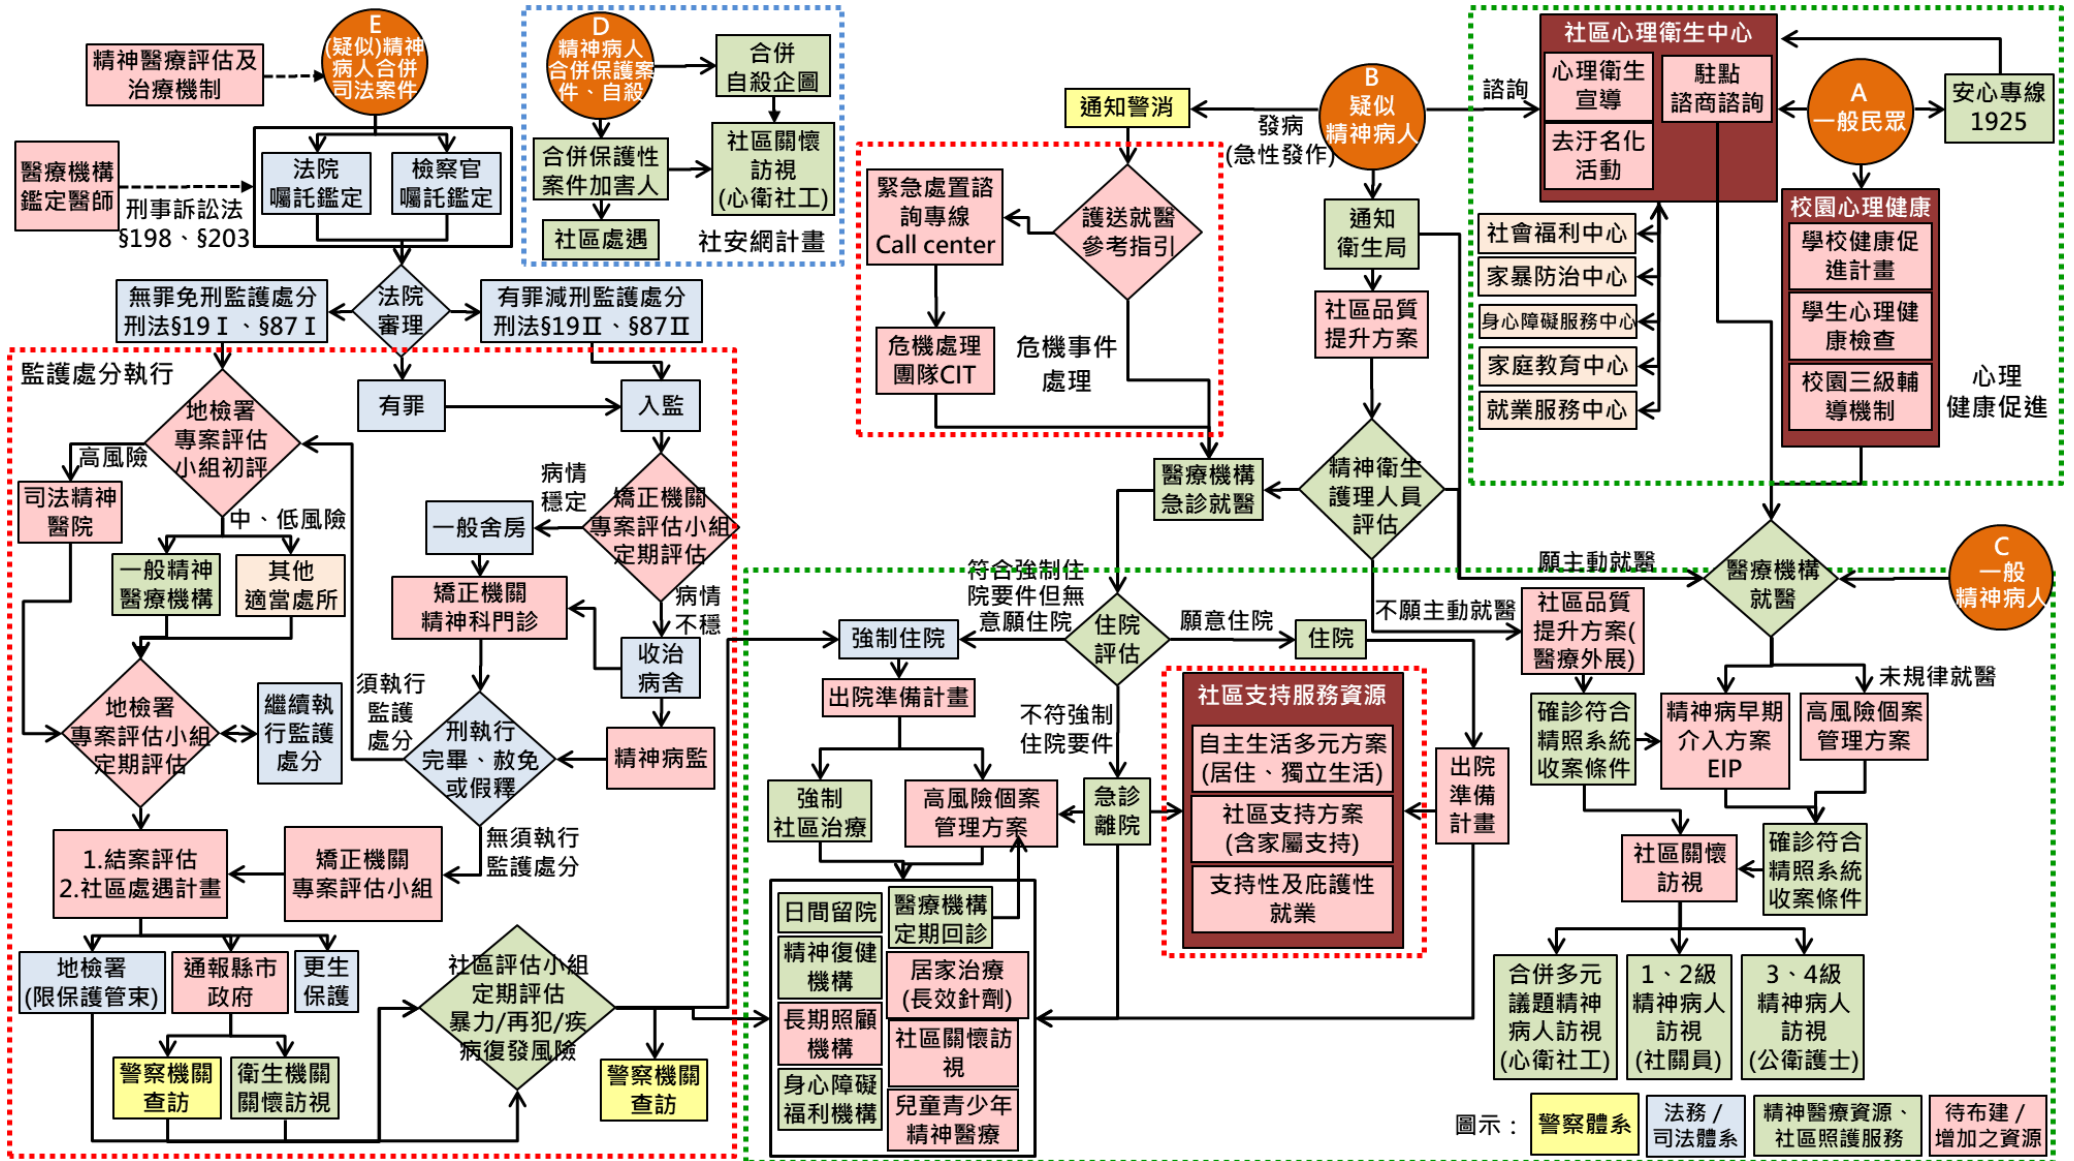 E
(疑似)精神
病人合併
司法案件
精神醫療評估及
治療機制
醫療機構
鑑定醫師
刑事訴訟法
§198、§203
法院
囑託鑑定
檢察官
囑託鑑定
法院
審理
無罪免刑監護處分
刑法§19Ⅰ、§87Ⅰ
有罪減刑監護處分
刑法§19Ⅱ、§87Ⅱ
監護處分執行
有罪
入監
地檢署
專案評估
小組初評
高風險
司法精神
醫院
中、低風險
一般精神
醫療機構
其他
適當處所
病情
穩定
一般舍房
矯正機關
專案評估小組
定期評估
矯正機關
精神科門診
病情
不穩
收治
病舍
精神病監
須執行
監護
處分
刑執行
完畢、赦免
或假釋
地檢署
專案評估小組
定期評估
繼續執
行監護
處分
無須執行
監護處分
矯正機關
專案評估小組
1.結案評估
2.社區處遇計畫
地檢署
(限保護管束)
通報縣市
政府
更生
保護
警察機關
查訪
衛生機關
關懷訪視
社區評估小組
定期評估
暴力/再犯/疾
病復發風險
警察機關
查訪
D
精神病人
合併保護案
件、自殺
合併
自殺企圖
合併保護性
案件加害人
社區關懷
訪視
(心衛社工)
社區處遇
社安網計畫
B
疑似
精神病人
通知警消
發病
(急性發作)
諮詢
緊急處置諮
詢專線
Call center
護送就醫
參考指引
危機處理
團隊CIT
危機事件
處理
通知
衛生局
社區品質
提升方案
精神衛生
護理人員
評估
醫療機構
急診就醫
社區心理衛生中心
心理衛生
宣導
駐點
諮商諮詢
去汙名化
活動
A
一般民眾
安心專線
1925
社會福利中心
家暴防治中心
身心障礙服務中心
家庭教育中心
就業服務中心
校園心理健康
學校健康促
進計畫
學生心理健
康檢查
校園三級輔
導機制
心理
健康促進
C
一般
精神病人
醫療機構
就醫
願主動就醫
不願主動就醫
社區品質
提升方案(
醫療外展)
未規律就醫
確診符合
精照系統
收案條件
精神病早期
介入方案
EIP
高風險個案
管理方案
社區關懷
訪視
確診符合
精照系統
收案條件
合併多元
議題精神
病人訪視
(心衛社工)
1、2級
精神病人
訪視
(社關員)
3、4級
精神病人
訪視
(公衛護士)
符合強制住
院要件但無
意願住院
強制住院
住院
評估
願意住院
住院
出院準備計畫
不符強制
住院要件
強制
社區治療
高風險個案
管理方案
急診
離院
社區支持服務資源
自主生活多元方案
(居住、獨立生活)
社區支持方案
(含家屬支持)
支持性及庇護性
就業
出院
準備
計畫
日間留院
精神復健
機構
長期照顧
機構
身心障礙
福利機構
醫療機構
定期回診
居家治療
(長效針劑)
社區關懷訪
視
兒童青少年
精神醫療
圖示：
警察體系
法務/
司法體系
精神醫療資源、
社區照護服務
待布建/
增加之資源